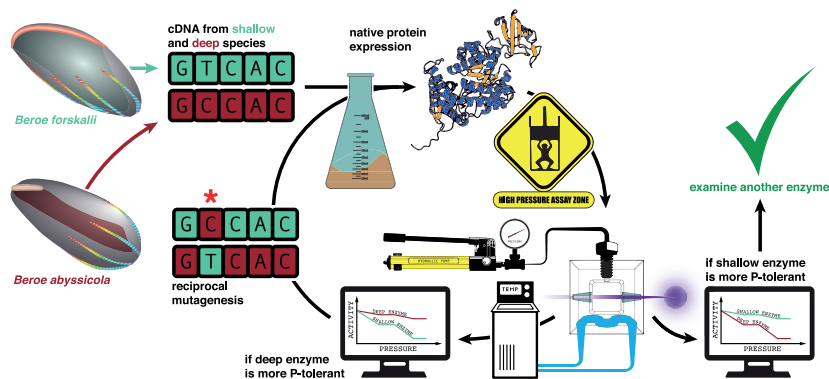 cDNA from shallow
and deep species
GTCAC
GCCAC
Beroe forskalii
Beroe abyssicola
native protein
expression
HIGH PRESSURE ASSAY ZONE
examine another enzyme
*
GCCAC
GTCAC
reciprocal
mutagenesis
PRESSURE
HYDRAULIC PUMP
TEMP
if shallow enzyme
is more P-tolerant
ACTIVITY
SHALLOW ENZYME
DEEP ENZYME
PRESSURE
ACTIVITY
DEEP ENZYME
SHALLOW ENZYME
PRESSURE
if deep enzyme
is more P-tolerant